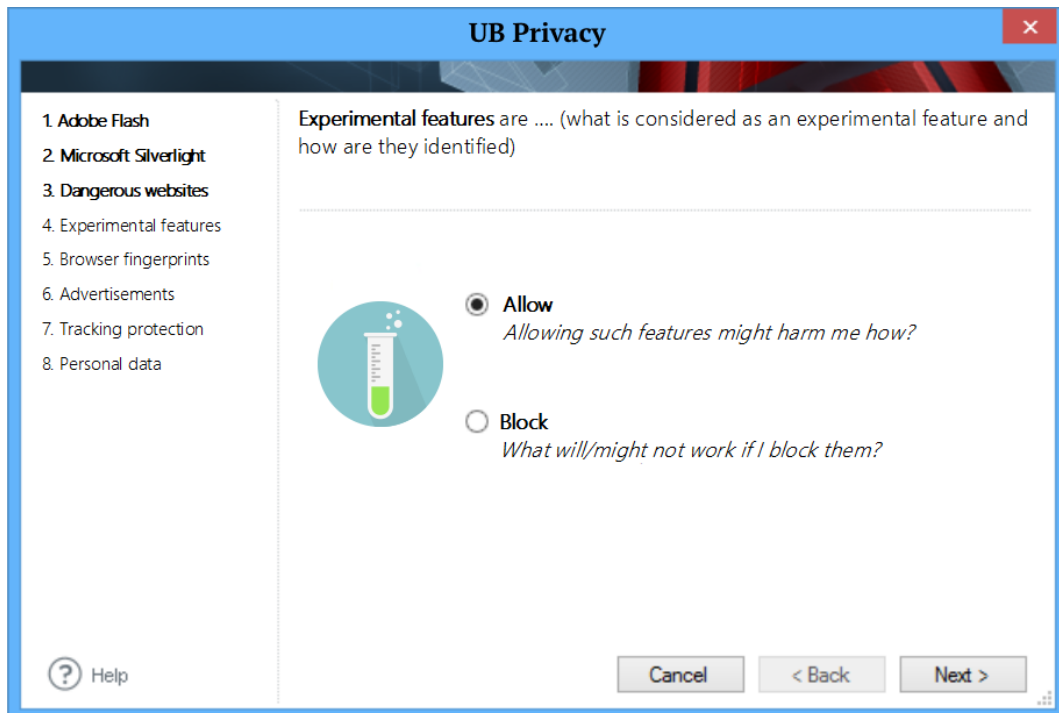 UB Privacy
1. Adobe Flash
2. Microsoft Silverlight
3. Dangerous websites
4. Experimental features
5. Browser fingerprints
6. Advertisements
7. Tracking protection
8. Personal data
Experimental features are .... (what is considered as an experimental feature and
how are they identified)
Allow
Allowing such features might harm me how?
Block
What will/might not work if I block them?
? Help
Cancel
< Back
Next >